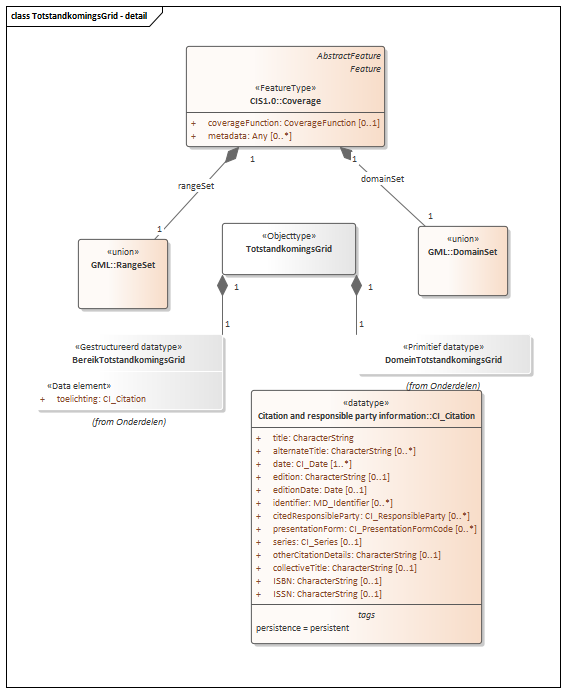 class TotstandkomingsGrid - detail
AbstractFeature
Feature
«FeatureType»
CIS1.0::Coverage
+ coverageFunction: CoverageFunction [0..1]
+ metadata: Any [0..*]
1
1
rangeSet
domainSet
1
1
«union»
GML::RangeSet
«Objecttype»
TotstandkomingsGrid
«union»
GML::DomainSet
1
1
1
1
«Gestructureerd datatype»
BereikTotstandkomingsGrid
«Data element»
+ toelichting: CI_Citation
(from Onderdelen)
«Primitief datatype»
DomeinTotstandkomingsGrid
(from Onderdelen)
«datatype»
Citation and responsible party information::CI_Citation
+ title: CharacterString
+ alternateTitle: CharacterString [0..*]
+ date: CI_Date [1..*]
+ edition: CharacterString [0..1]
+ editionDate: Date [0..1]
+ identifier: MD_Identifier [0..*]
+ citedResponsibleParty: CI_ResponsibleParty [0..*]
+ presentationForm: CI_PresentationFormCode [0..*]
+ series: CI_Series [0..1]
+ otherCitationDetails: CharacterString [0..1]
+ collectiveTitle: CharacterString [0..1]
+ ISBN: CharacterString [0..1]
+ ISSN: CharacterString [0..1]
tags
persistence = persistent